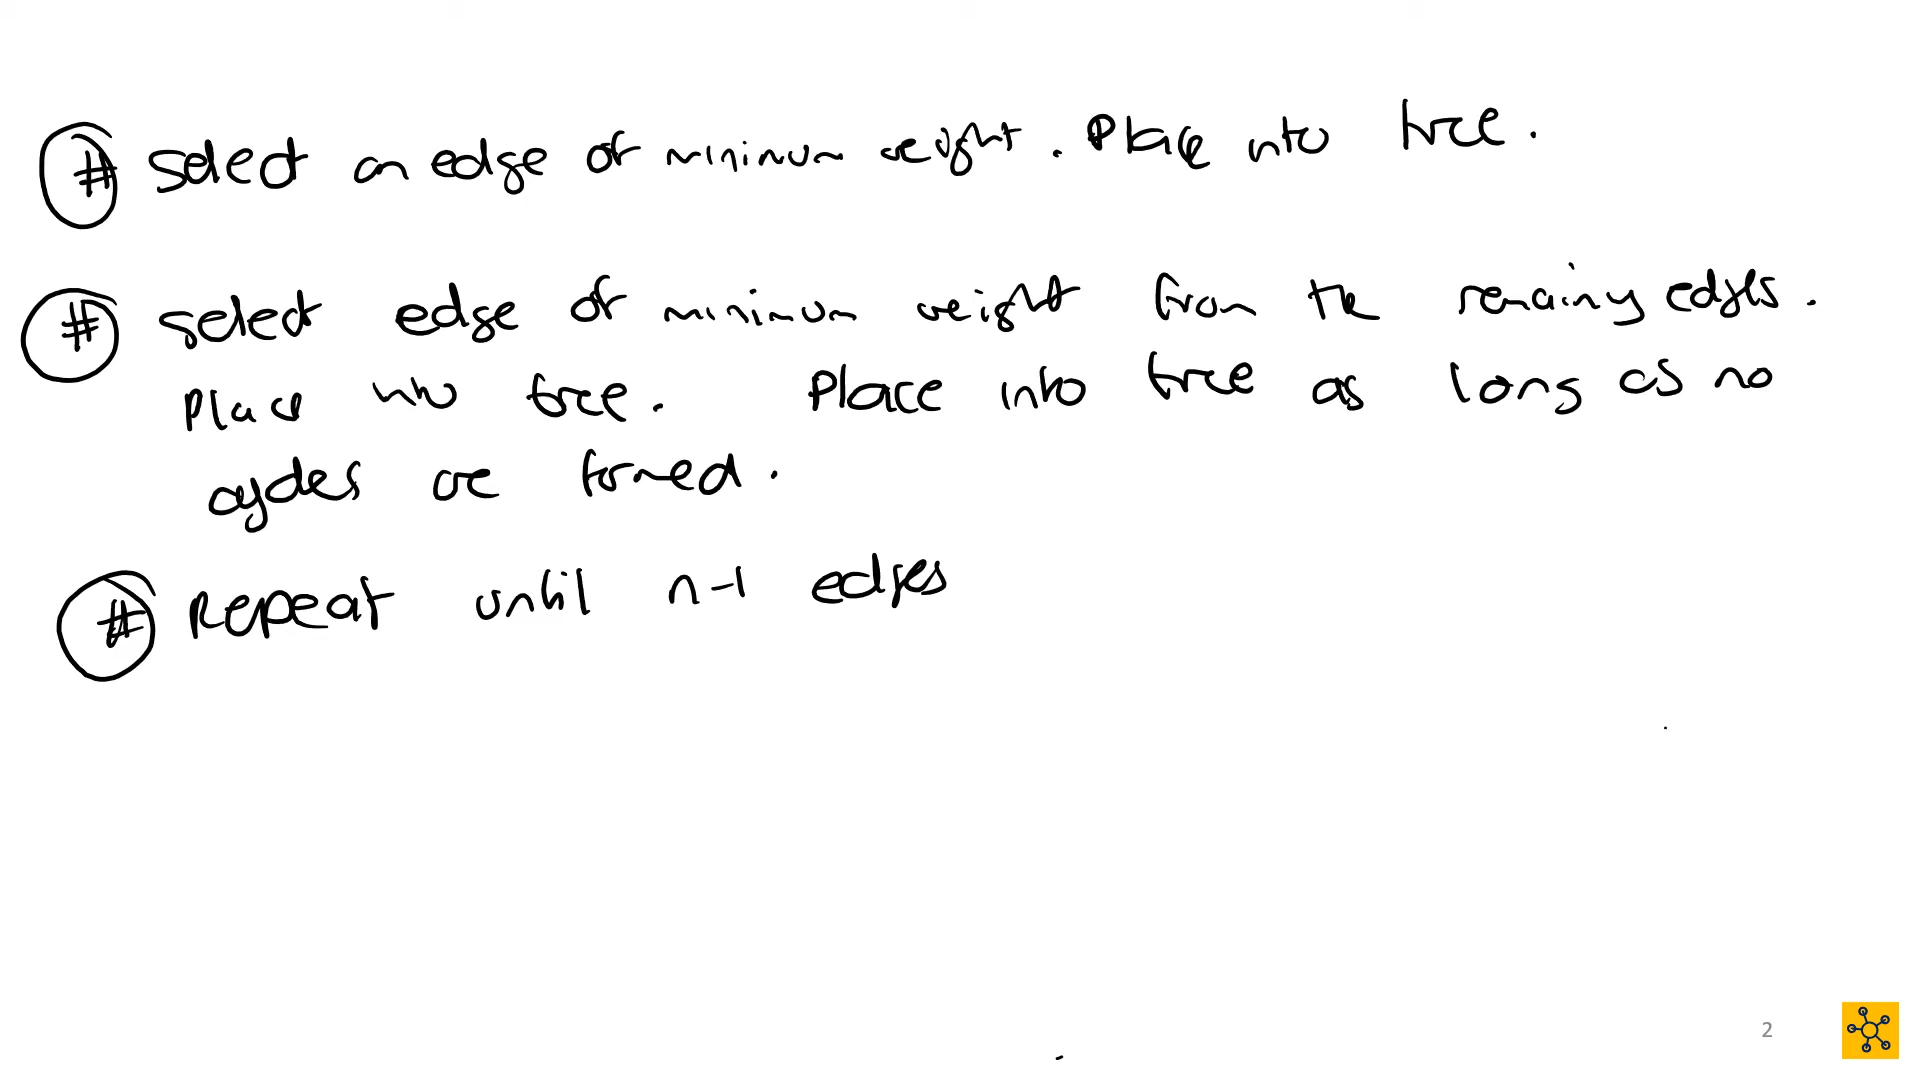 # Select an edge of minimum weight. Place into tree.
# Select edge of minimum weight from the remaining edges.
Place into tree. Place into tree as long as no
cycles are formed.
# Repeat until n-1 edges
2